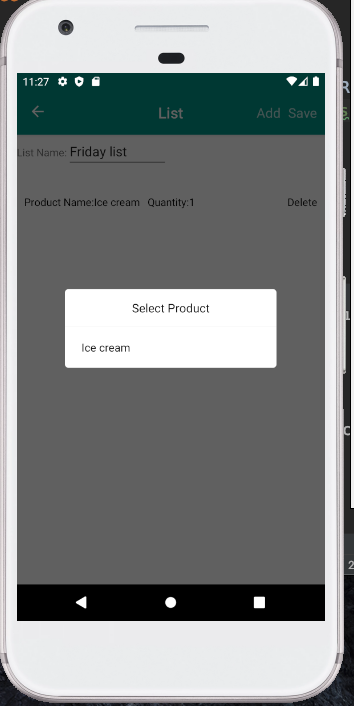 11:27
List
Add Save
List Name: Friday list
Product Name:Ice cream Quantity:1
Delete
Select Product
Ice cream
R
2